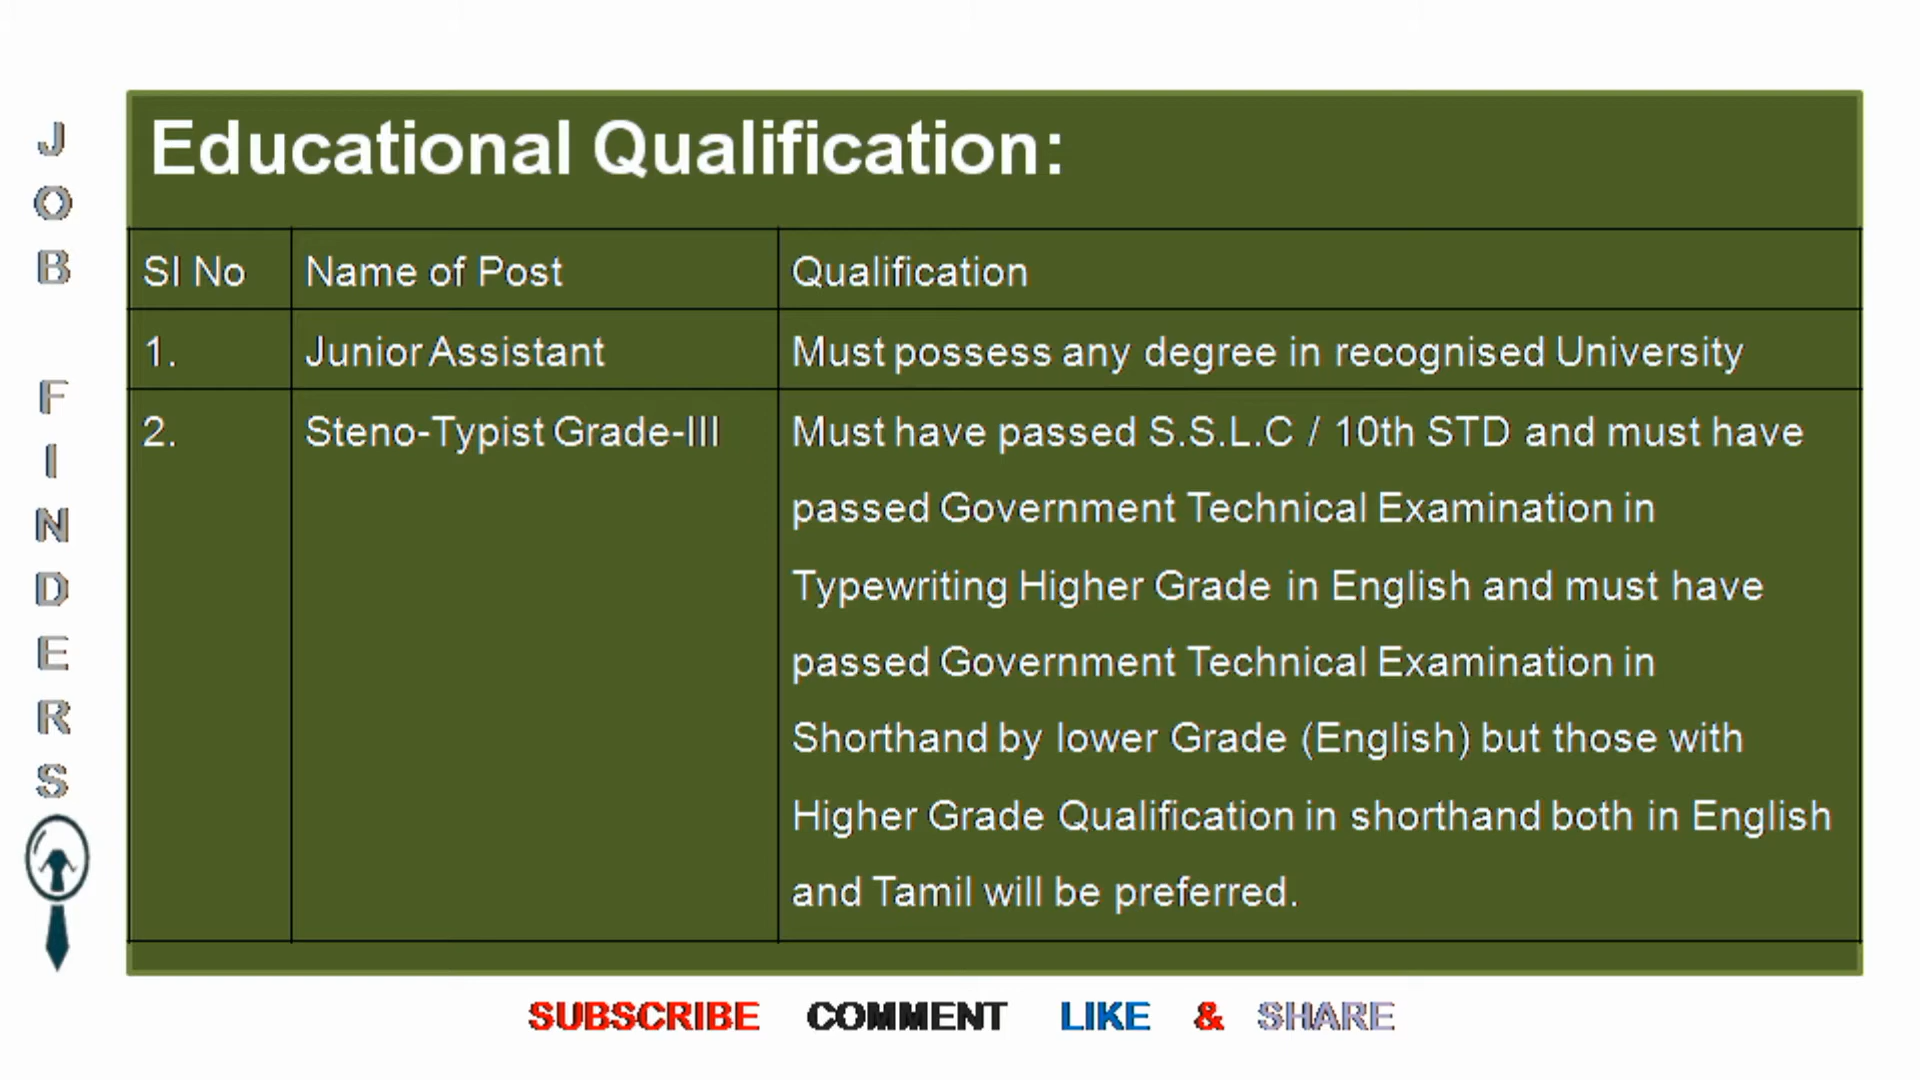 JOB FINDERS
Educational Qualification:
Sl No Name of Post Qualification
1. Junior Assistant Must possess any degree in recognised University
2. Steno-Typist Grade-III Must have passed S.S.L.C / 10th STD and must have
passed Government Technical Examination in
Typewriting Higher Grade in English and must have
passed Government Technical Examination in
Shorthand by lower Grade (English) but those with
Higher Grade Qualification in shorthand both in English
and Tamil will be preferred.
SUBSCRIBE COMMENT LIKE & SHARE